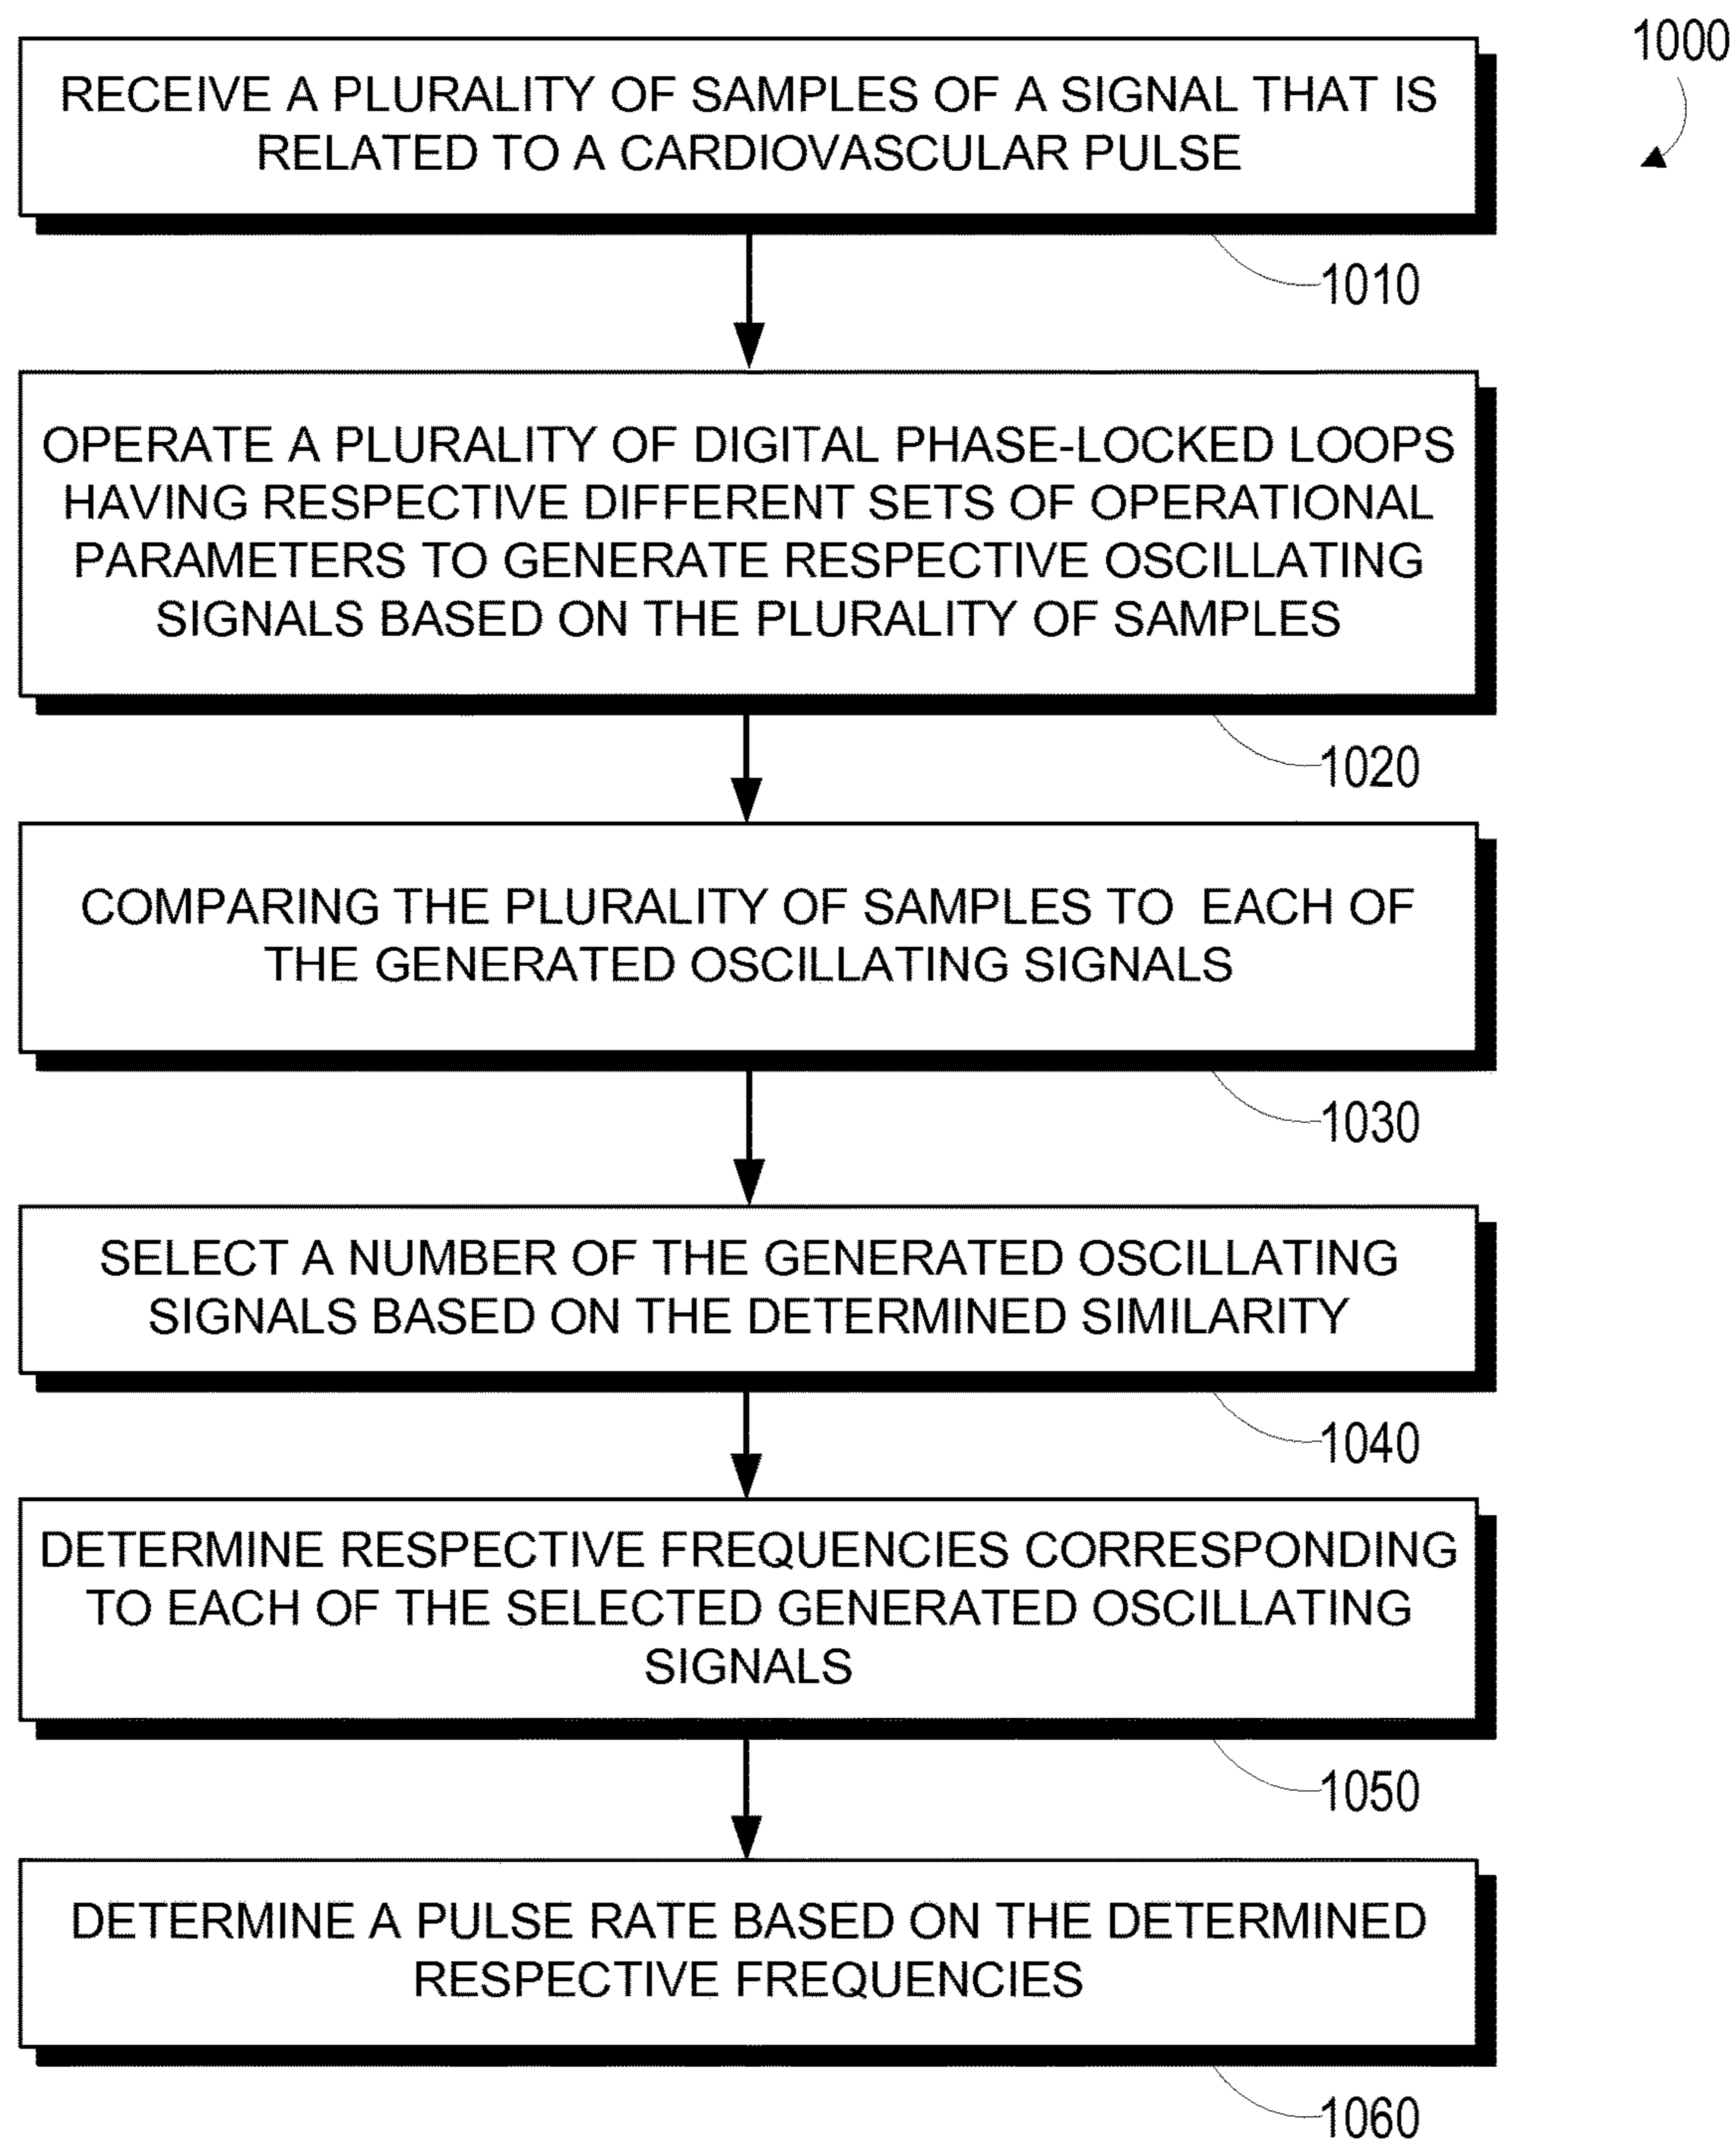 1000
RECEIVE A PLURALITY OF SAMPLES OF A SIGNAL THAT IS
RELATED TO A CARDIOVASCULAR PULSE
1010
OPERATE A PLURALITY OF DIGITAL PHASE-LOCKED LOOPS
HAVING RESPECTIVE DIFFERENT SETS OF OPERATIONAL
PARAMETERS TO GENERATE RESPECTIVE OSCILLATING
SIGNALS BASED ON THE PLURALITY OF SAMPLES
1020
COMPARING THE PLURALITY OF SAMPLES TO EACH OF
THE GENERATED OSCILLATING SIGNALS
1030
SELECT A NUMBER OF THE GENERATED OSCILLATING
SIGNALS BASED ON THE DETERMINED SIMILARITY
1040
DETERMINE RESPECTIVE FREQUENCIES CORRESPONDING
TO EACH OF THE SELECTED GENERATED OSCILLATING
SIGNALS
1050
DETERMINE A PULSE RATE BASED ON THE DETERMINED
RESPECTIVE FREQUENCIES
1060